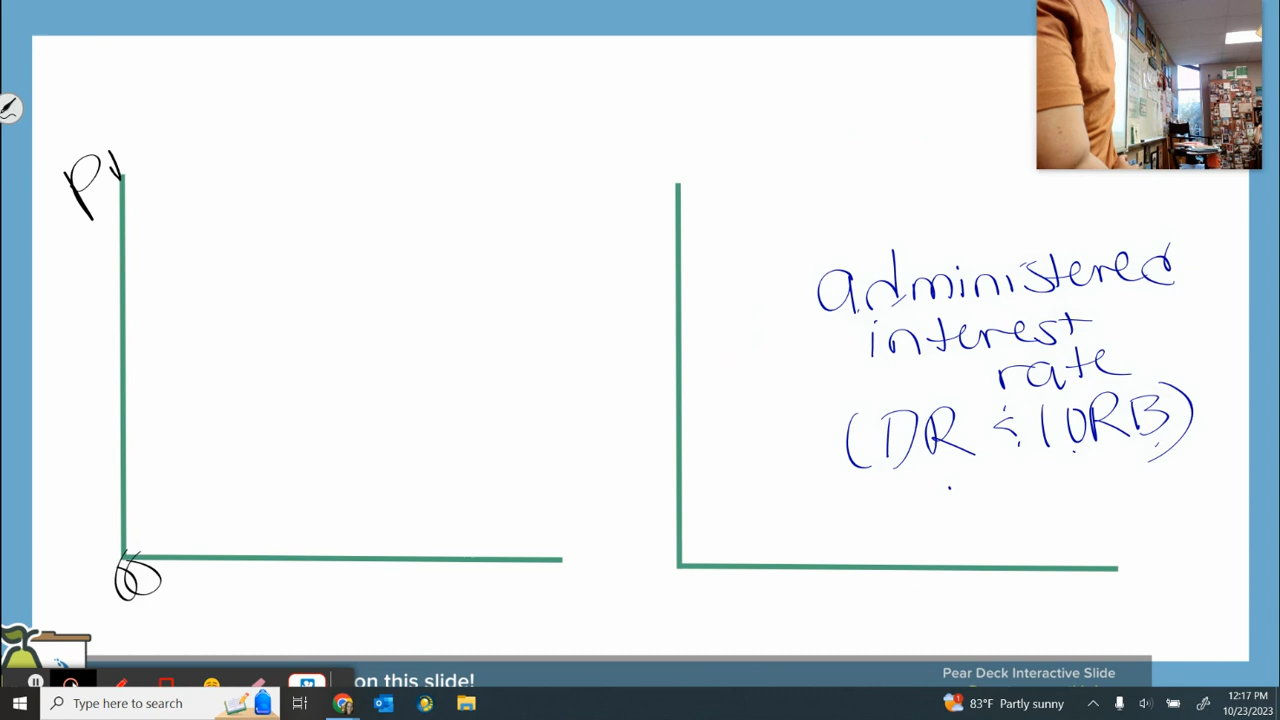 P
administered
interest
rate
(DR & IORB)
on this slide!
Pear Deck Interactive Slide
Type here to search
83°F Partly sunny
12:17 PM
10/23/2023